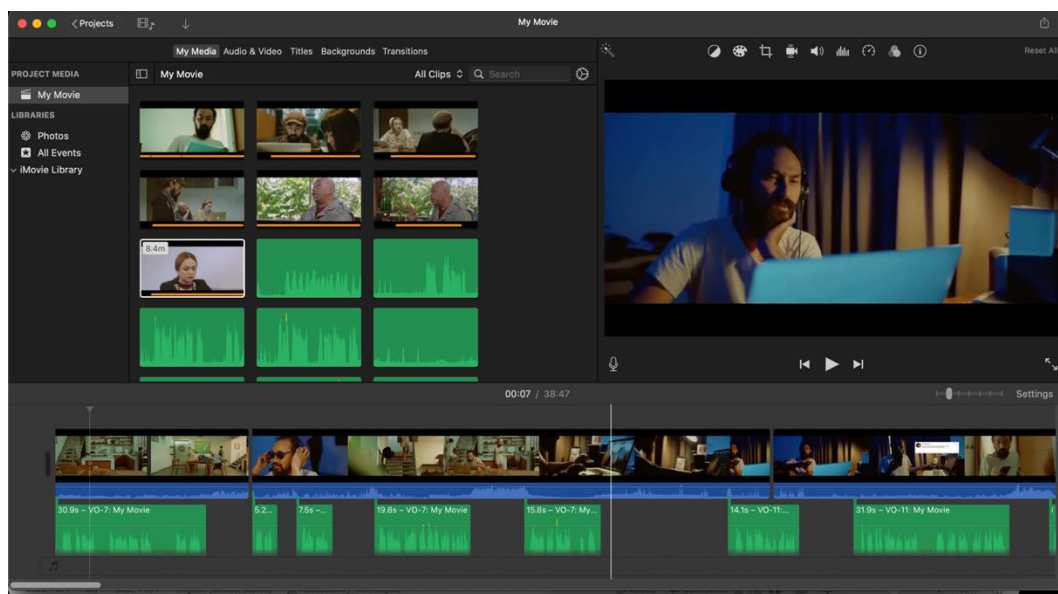 Projects
My Movie
My Media Audio & Video Titles Backgrounds Transitions
Reset All
PROJECT MEDIA
My Movie
All Clips
Search
My Movie
LIBRARIES
Photos
All Events
iMovie Library
8.4m
00:07 / 38:47
Settings
30.9s – VO-7: My Movie
5.2...
7.5s –...
19.8s – VO-7: My Movie
15.8s – VO-7: My...
14.1s – VO-11:...
31.9s – VO-11: My Movie